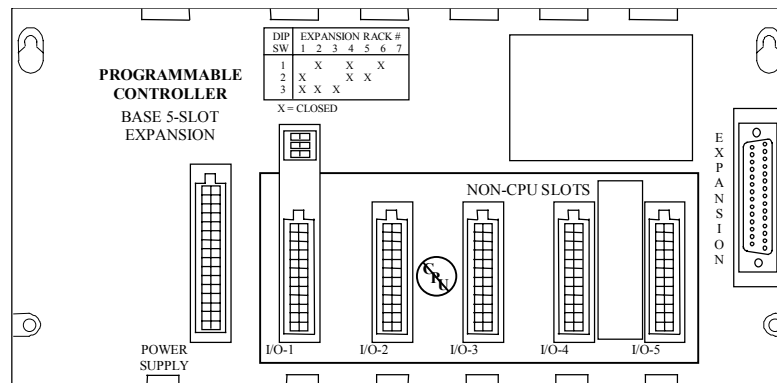 DIP EXPANSION RACK #
SW 1 2 3 4 5 6 7
1 X X X
2 X X X
3 X X X
X = CLOSED
PROGRAMMABLE
CONTROLLER
BASE 5-SLOT
EXPANSION
EXPANSION
NON-CPU SLOTS
CPU
I/O-1 I/O-2 I/O-3 I/O-4 I/O-5
POWER
SUPPLY